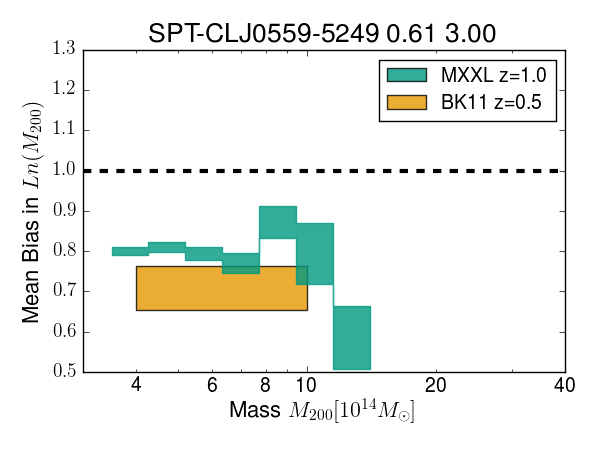 SPT-CLJ0559-5249 0.61 3.00
1.3
1.2
1.1
1.0
0.9
0.8
0.7
0.6
0.5
Mean Bias in Ln(M₂₀₀)
MXXL z=1.0
BK11 z=0.5
4 6 8 10 20 40
Mass M₂₀₀[10¹⁴M☉]